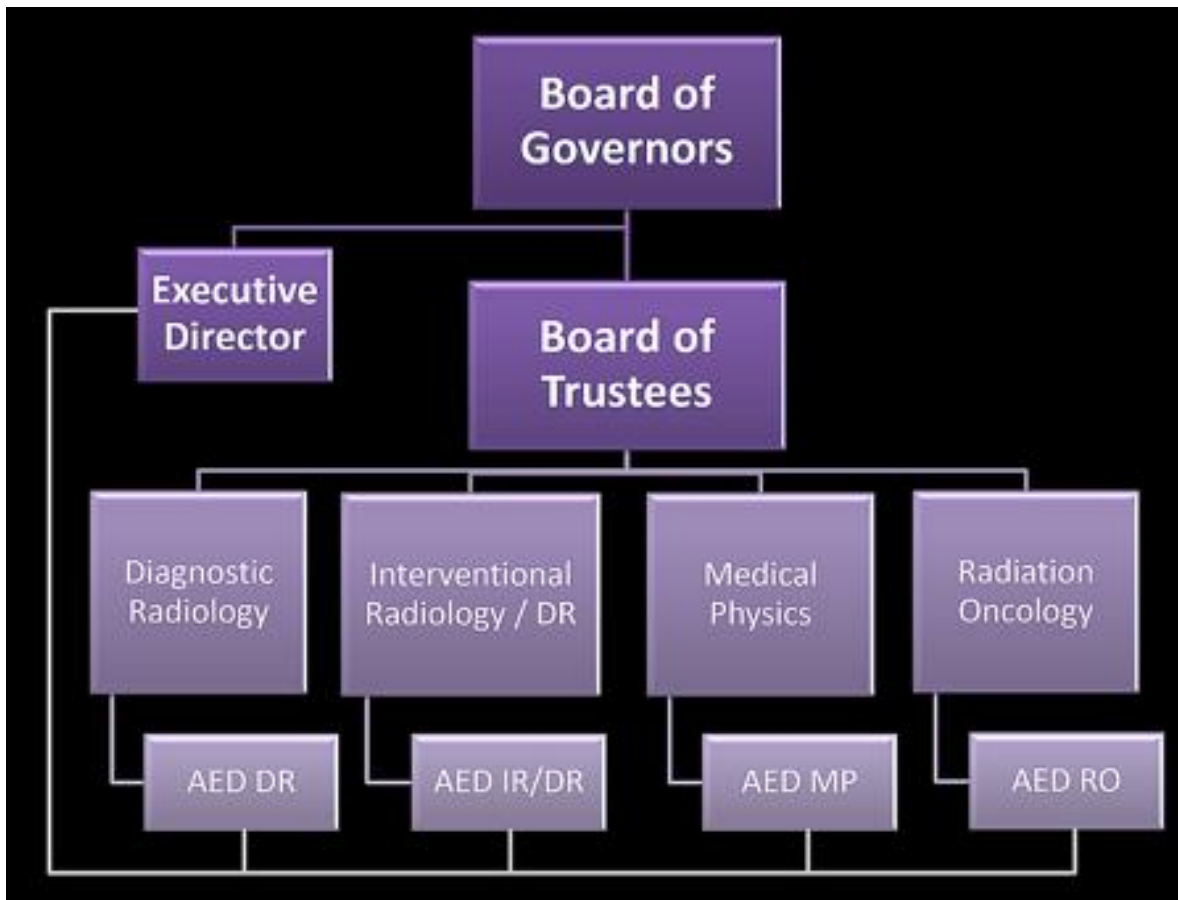 Board of
Governors
Executive
Director
Board of
Trustees
Diagnostic
Radiology
Interventional
Radiology / DR
Medical
Physics
Radiation
Oncology
AED DR
AED IR/DR
AED MP
AED RO